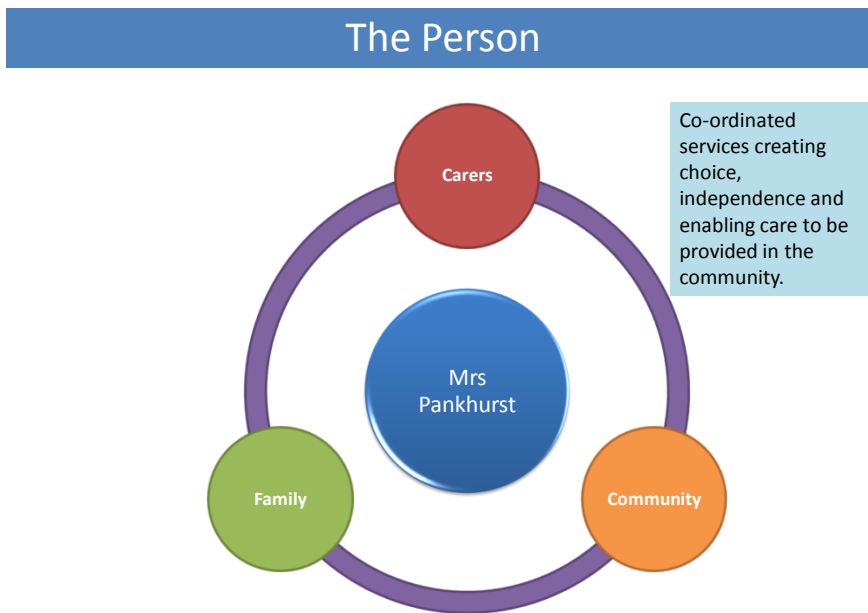 The Person
Carers
Co-ordinated
services creating
choice,
independence and
enabling care to be
provided in the
community.
Mrs
Pankhurst
Family
Community